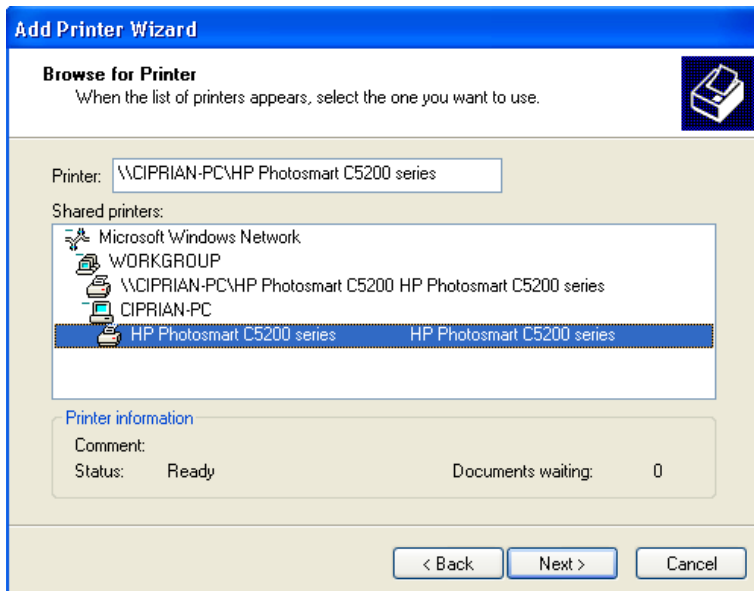 Add Printer Wizard
Browse for Printer
When the list of printers appears, select the one you want to use.
Printer: \\CIPRIAN-PC\HP Photosmart C5200 series
Shared printers:
Microsoft Windows Network
WORKGROUP
\\CIPRIAN-PC\HP Photosmart C5200 HP Photosmart C5200 series
CIPRIAN-PC
HP Photosmart C5200 series HP Photosmart C5200 series
Printer information
Comment:
Status: Ready Documents waiting: 0
< Back Next > Cancel